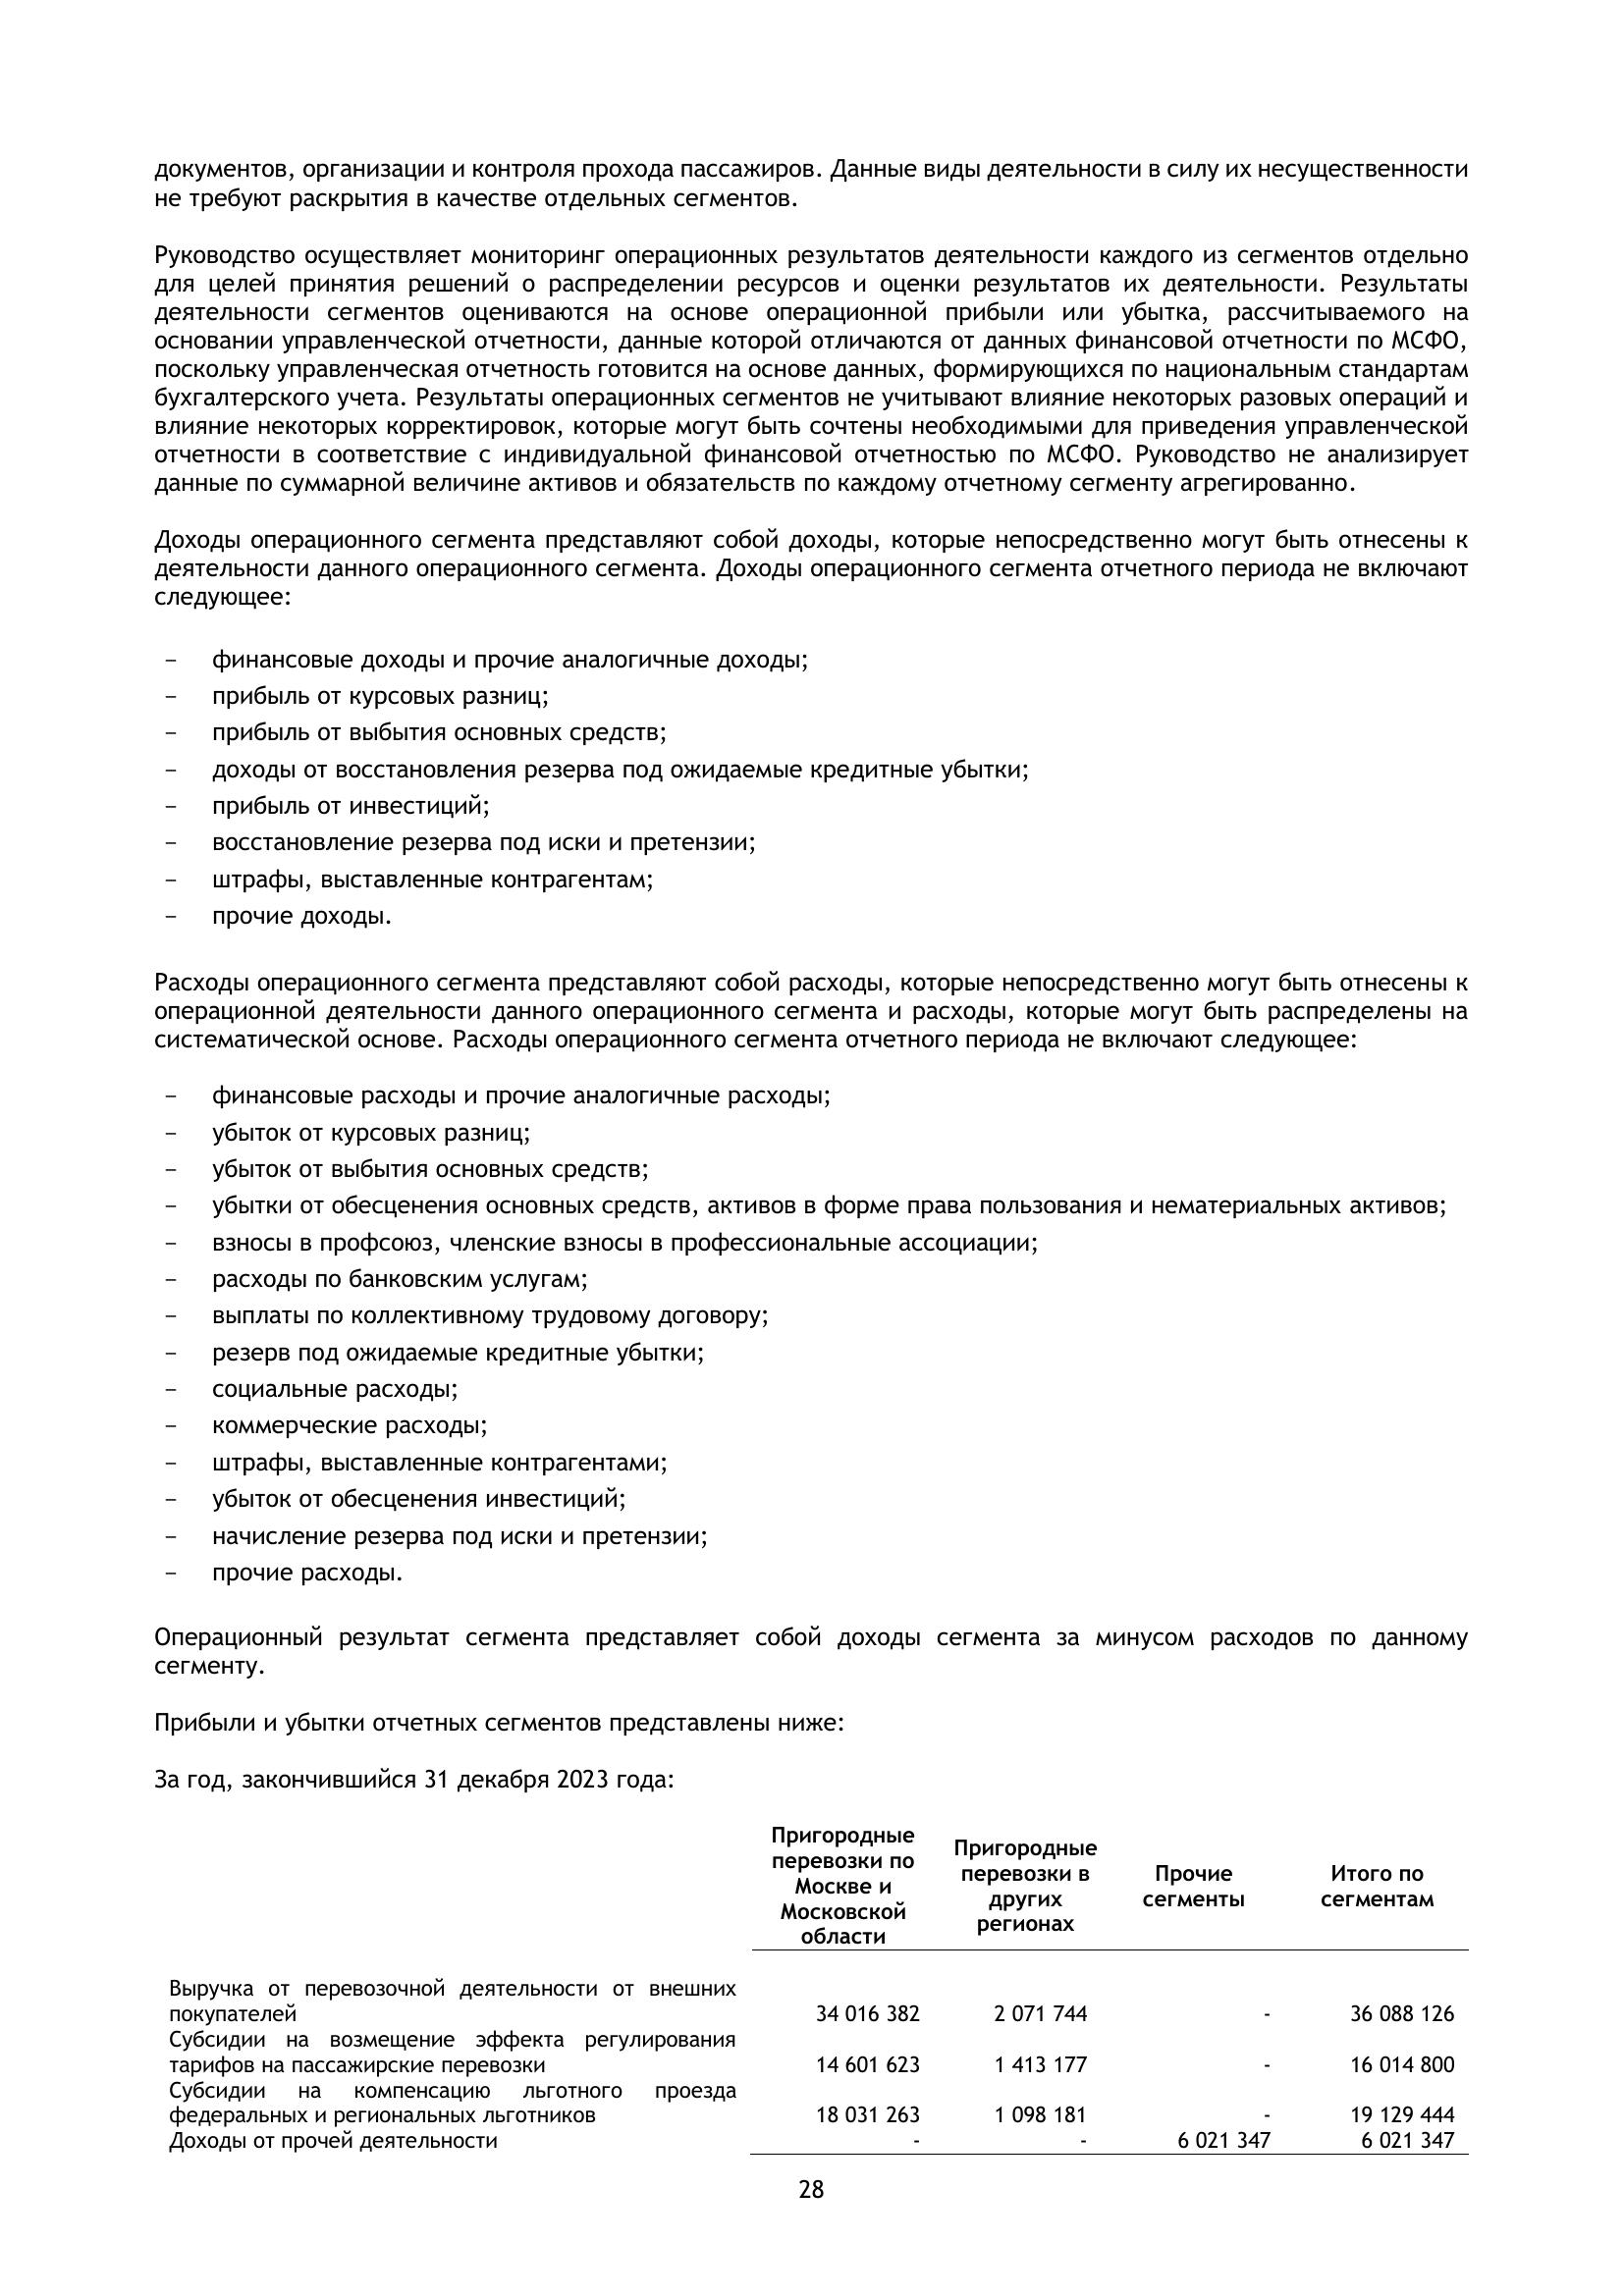 документов, организации и контроля прохода пассажиров. Данные виды деятельности в силу их несущественности
не требуют раскрытия в качестве отдельных сегментов.
Руководство осуществляет мониторинг операционных результатов деятельности каждого из сегментов отдельно
для целей принятия решений о распределении ресурсов и оценки результатов их деятельности. Результаты
деятельности сегментов оцениваются на основе операционной прибыли или убытка, рассчитываемого на
основании управленческой отчетности, данные которой отличаются от данных финансовой отчетности по МСФО,
поскольку управленческая отчетность готовится на основе данных, формирующихся по национальным стандартам
бухгалтерского учета. Результаты операционных сегментов не учитывают влияние некоторых разовых операций и
влияние некоторых корректировок, которые могут быть сочтены необходимыми для приведения управленческой
отчетности в соответствие с индивидуальной финансовой отчетностью по МСФО. Руководство не анализирует
данные по суммарной величине активов и обязательств по каждому отчетному сегменту агрегированно.
Доходы операционного сегмента представляют собой доходы, которые непосредственно могут быть отнесены к
деятельности данного операционного сегмента. Доходы операционного сегмента отчетного периода не включают
следующее:
– финансовые доходы и прочие аналогичные доходы;
– прибыль от курсовых разниц;
– прибыль от выбытия основных средств;
– доходы от восстановления резерва под ожидаемые кредитные убытки;
– прибыль от инвестиций;
– восстановление резерва под иски и претензии;
– штрафы, выставленные контрагентам;
– прочие доходы.
Расходы операционного сегмента представляют собой расходы, которые непосредственно могут быть отнесены к
операционной деятельности данного операционного сегмента и расходы, которые могут быть распределены на
систематической основе. Расходы операционного сегмента отчетного периода не включают следующее:
– финансовые расходы и прочие аналогичные расходы;
– убыток от курсовых разниц;
– убыток от выбытия основных средств;
– убытки от обесценения основных средств, активов в форме права пользования и нематериальных активов;
– взносы в профсоюз, членские взносы в профессиональные ассоциации;
– расходы по банковским услугам;
– выплаты по коллективному трудовому договору;
– резерв под ожидаемые кредитные убытки;
– социальные расходы;
– коммерческие расходы;
– штрафы, выставленные контрагентами;
– убыток от обесценения инвестиций;
– начисление резерва под иски и претензии;
– прочие расходы.
Операционный результат сегмента представляет собой доходы сегмента за минусом расходов по данному
сегменту.
Прибыли и убытки отчетных сегментов представлены ниже:
За год, закончившийся 31 декабря 2023 года:
Пригородные
перевозки по
Москве и
Московской
области
Пригородные
перевозки в
других
регионах
Прочие
сегменты
Итого по
сегментам
Выручка от перевозочной деятельности от внешних
покупателей 34 016 382 2 071 744 - 36 088 126
Субсидии на возмещение эффекта регулирования
тарифов на пассажирские перевозки 14 601 623 1 413 177 - 16 014 800
Субсидии на компенсацию льготного проезда
федеральных и региональных льготников 18 031 263 1 098 181 - 19 129 444
Доходы от прочей деятельности - - 6 021 347 6 021 347
28